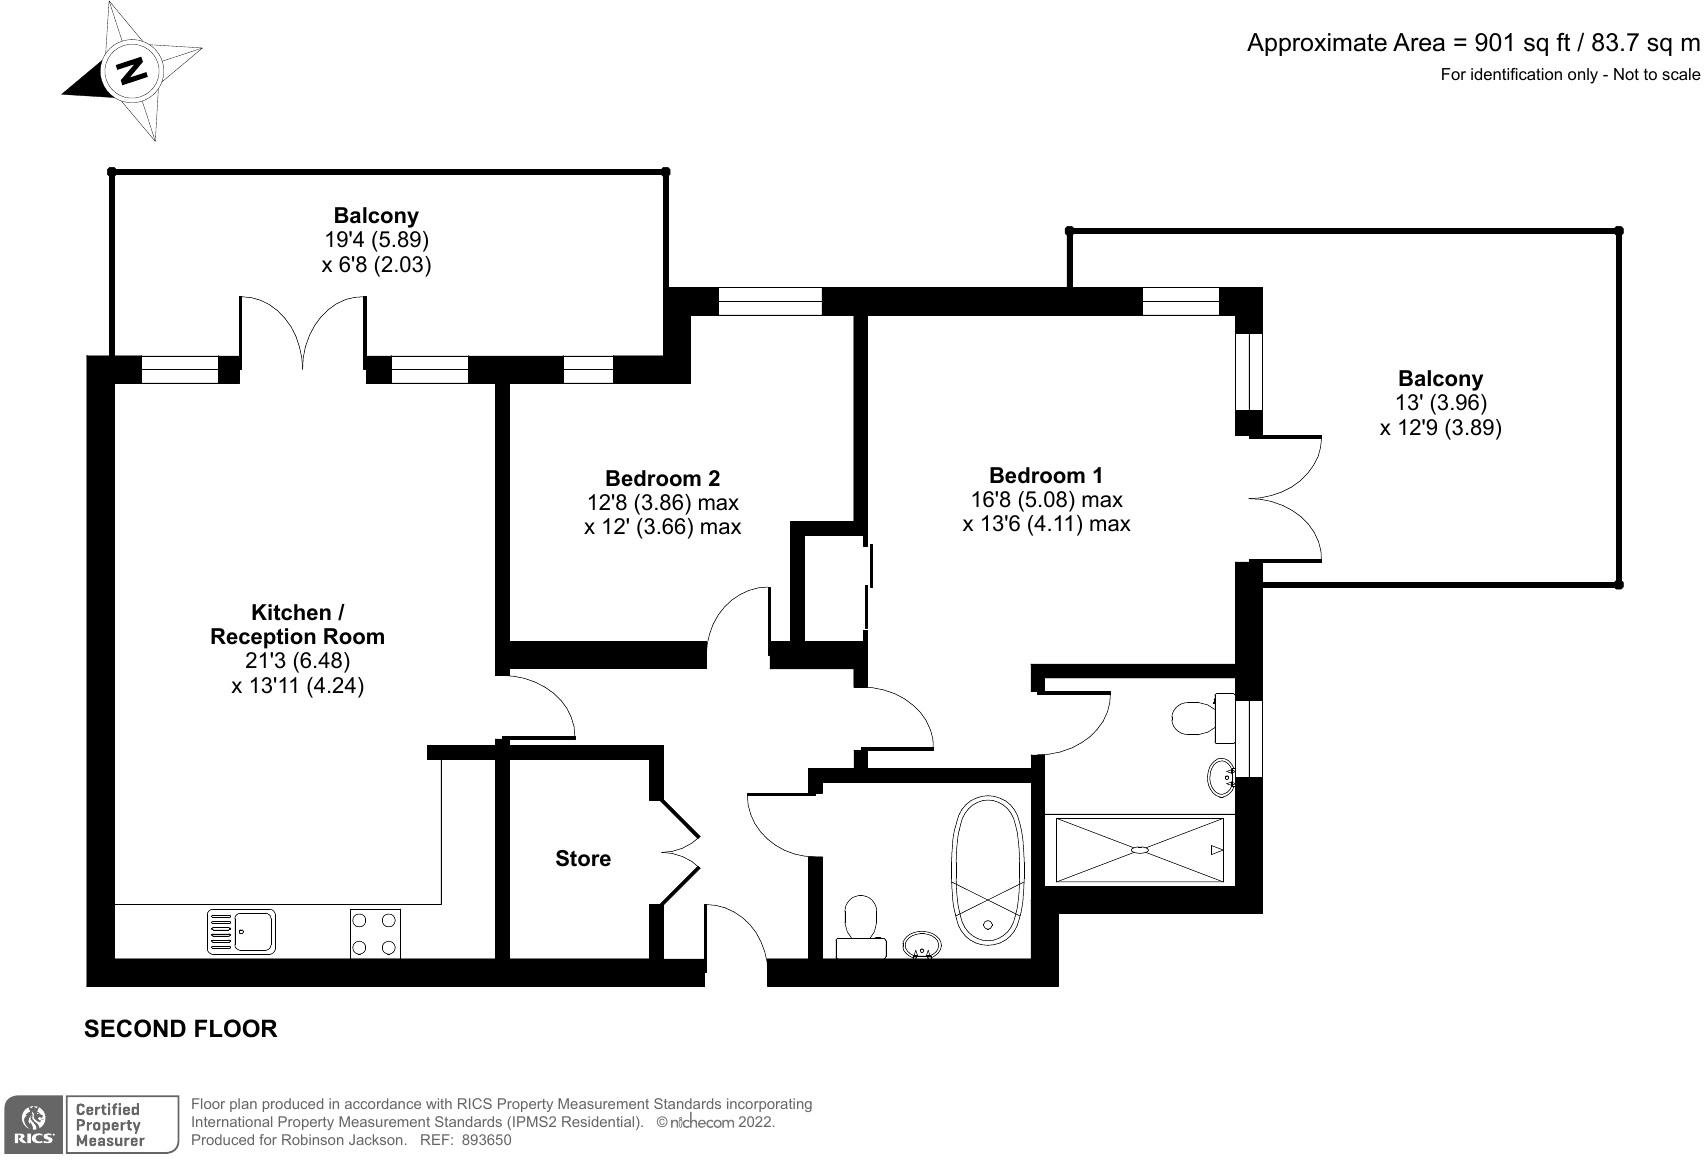 Approximate Area = 901 sq ft / 83.7 sq m
For identification only - Not to scale
N
Balcony
19'4 (5.89)
x 6'8 (2.03)
Balcony
13' (3.96)
x 12'9 (3.89)
Bedroom 2
12'8 (3.86) max
x 12' (3.66) max
Bedroom 1
16'8 (5.08) max
x 13'6 (4.11) max
Kitchen /
Reception Room
21'3 (6.48)
x 13'11 (4.24)
Store
SECOND FLOOR
RICS
Certified
Property
Measurer
Floor plan produced in accordance with RICS Property Measurement Standards incorporating
International Property Measurement Standards (IPMS2 Residential). © nichecom 2022.
Produced for Robinson Jackson. REF: 893650